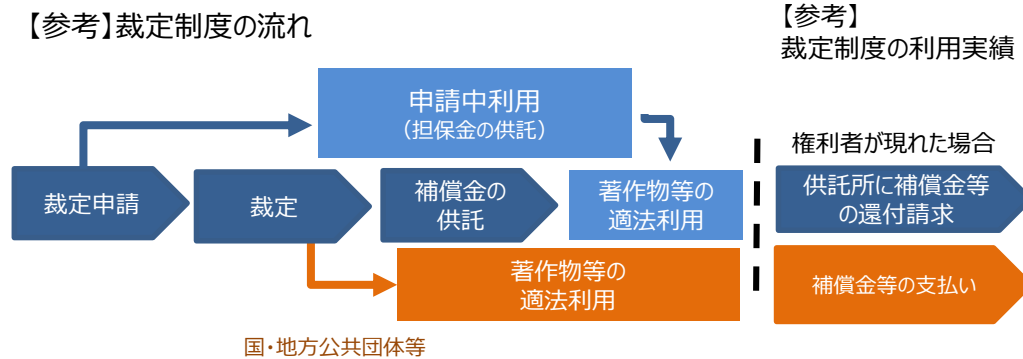 【参考】裁定制度の流れ
【参考】
裁定制度の利用実績
申請中利用
（担保金の供託）
権利者が現れた場合
裁定申請
裁定
補償金の
供託
著作物等の
適法利用
供託所に補償金等
の還付請求
著作物等の
適法利用
補償金等の支払い
国・地方公共団体等